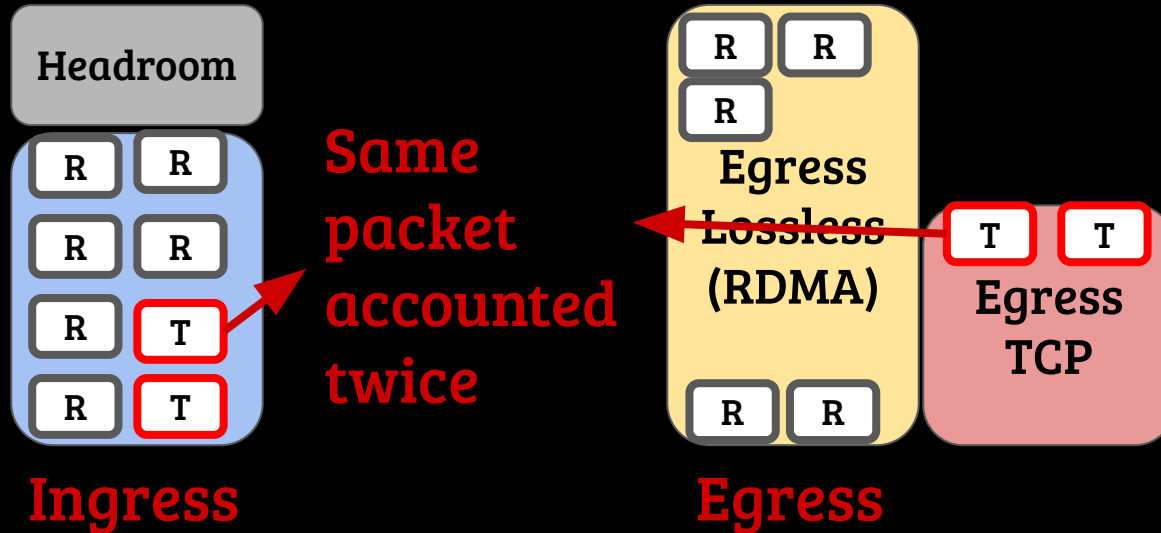 Headroom
R R
R R
R T
R T
Ingress
Same
packet
accounted
twice
R R
R
Egress
Lossless
(RDMA)
R R
T T
Egress
TCP
Egress